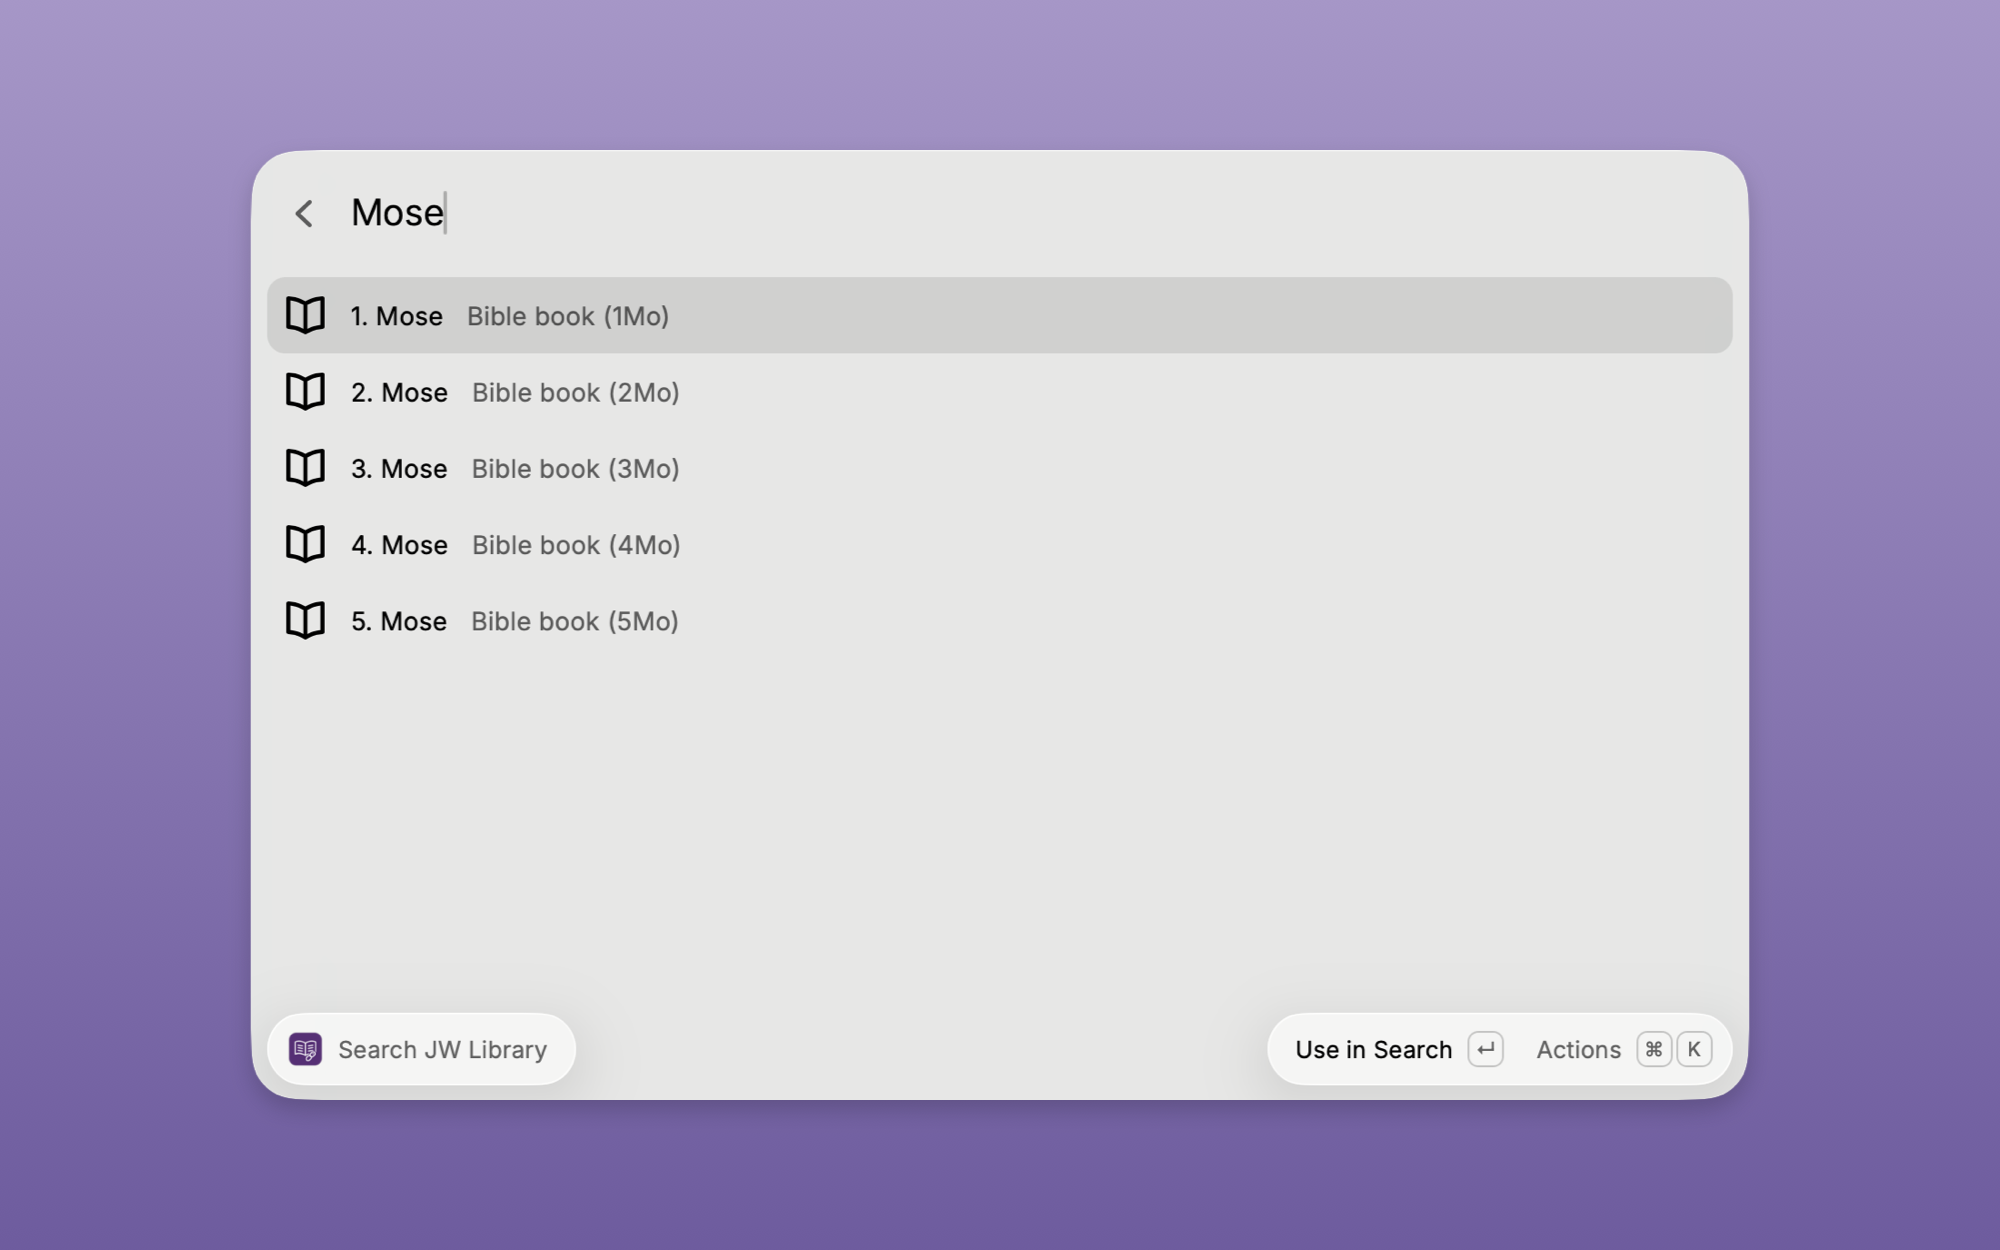 Mose
1. Mose Bible book (1Mo)
2. Mose Bible book (2Mo)
3. Mose Bible book (3Mo)
4. Mose Bible book (4Mo)
5. Mose Bible book (5Mo)
Search JW Library
Use in Search ↵ Actions ⌘ K